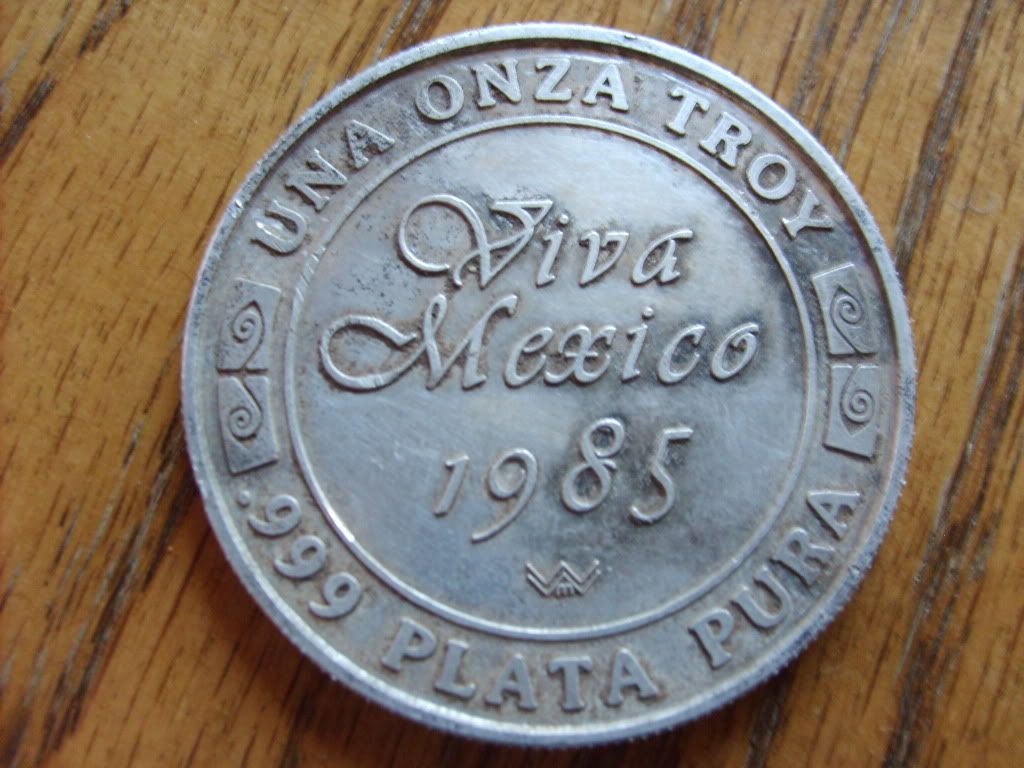 UNA ONZA TROY
Viva
Mexico
1985
.999 PLATA PURA